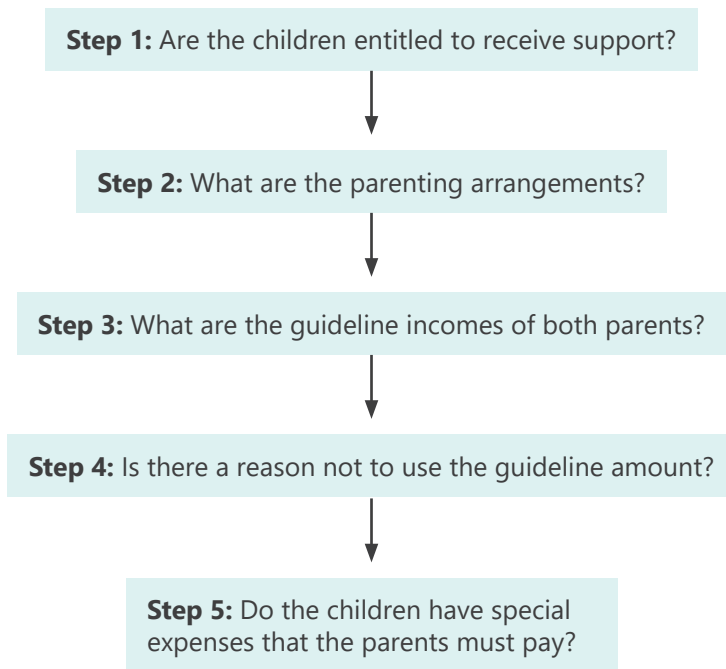 Step 1: Are the children entitled to receive support?
Step 2: What are the parenting arrangements?
Step 3: What are the guideline incomes of both parents?
Step 4: Is there a reason not to use the guideline amount?
Step 5: Do the children have special
expenses that the parents must pay?